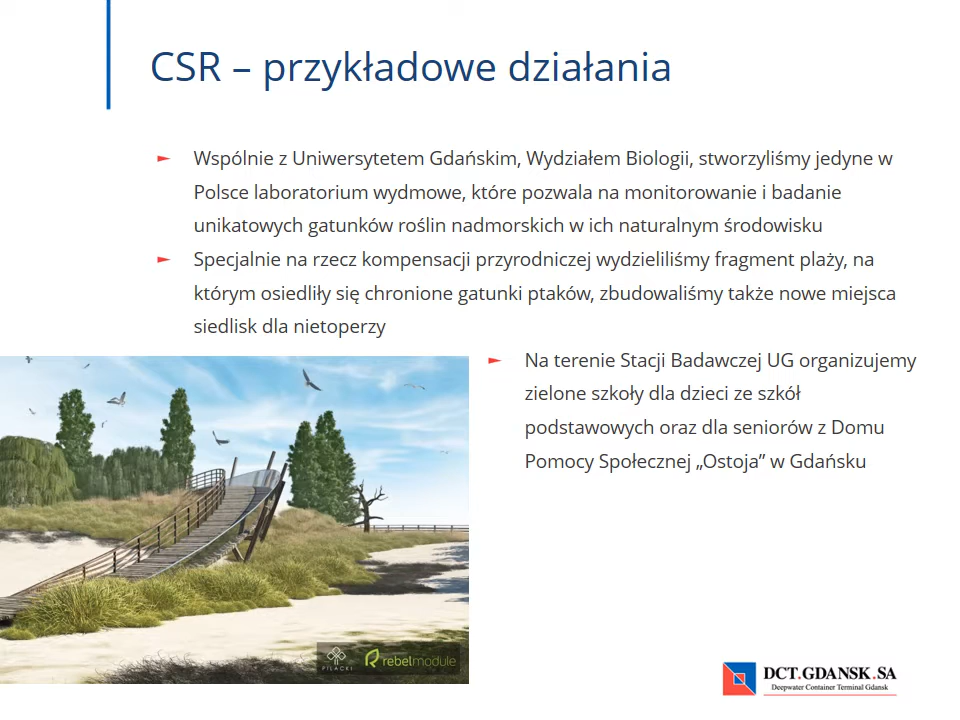 CSR – przykładowe działania
Wspólnie z Uniwersytetem Gdańskim, Wydziałem Biologii, stworzyliśmy jedyne w
Polsce laboratorium wydmowe, które pozwala na monitorowanie i badanie
unikatowych gatunków roślin nadmorskich w ich naturalnym środowisku
Specjalnie na rzecz kompensacji przyrodniczej wydzieliliśmy fragment plaży, na
którym osiedliły się chronione gatunki ptaków, zbudowaliśmy także nowe miejsca
siedlisk dla nietoperzy
Na terenie Stacji Badawczej UG organizujemy
zielone szkoły dla dzieci ze szkół
podstawowych oraz dla seniorów z Domu
Pomocy Społecznej „Ostoja” w Gdańsku
PILACKI
rebelmodule
DCT.GDANSK.SA
Deepwater Container Terminal Gdansk